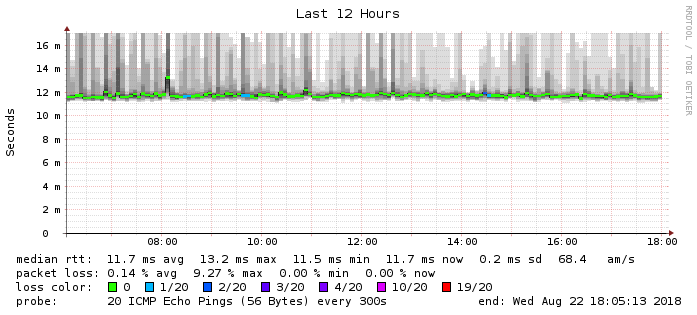 Last 12 Hours
RRDTOOL / TOBI OETIKER
Seconds
16 m
14 m
12 m
10 m
8 m
6 m
4 m
2 m
0
08:00 10:00 12:00 14:00 16:00 18:00
median rtt: 11.7 ms avg 13.2 ms max 11.5 ms min 11.7 ms now 0.2 ms sd 68.4 am/s
packet loss: 0.14 % avg 9.27 % max 0.00 % min 0.00 % now
loss color: 0 1/20 2/20 3/20 4/20 10/20 19/20
probe: 20 ICMP Echo Pings (56 Bytes) every 300s end: Wed Aug 22 18:05:13 2018